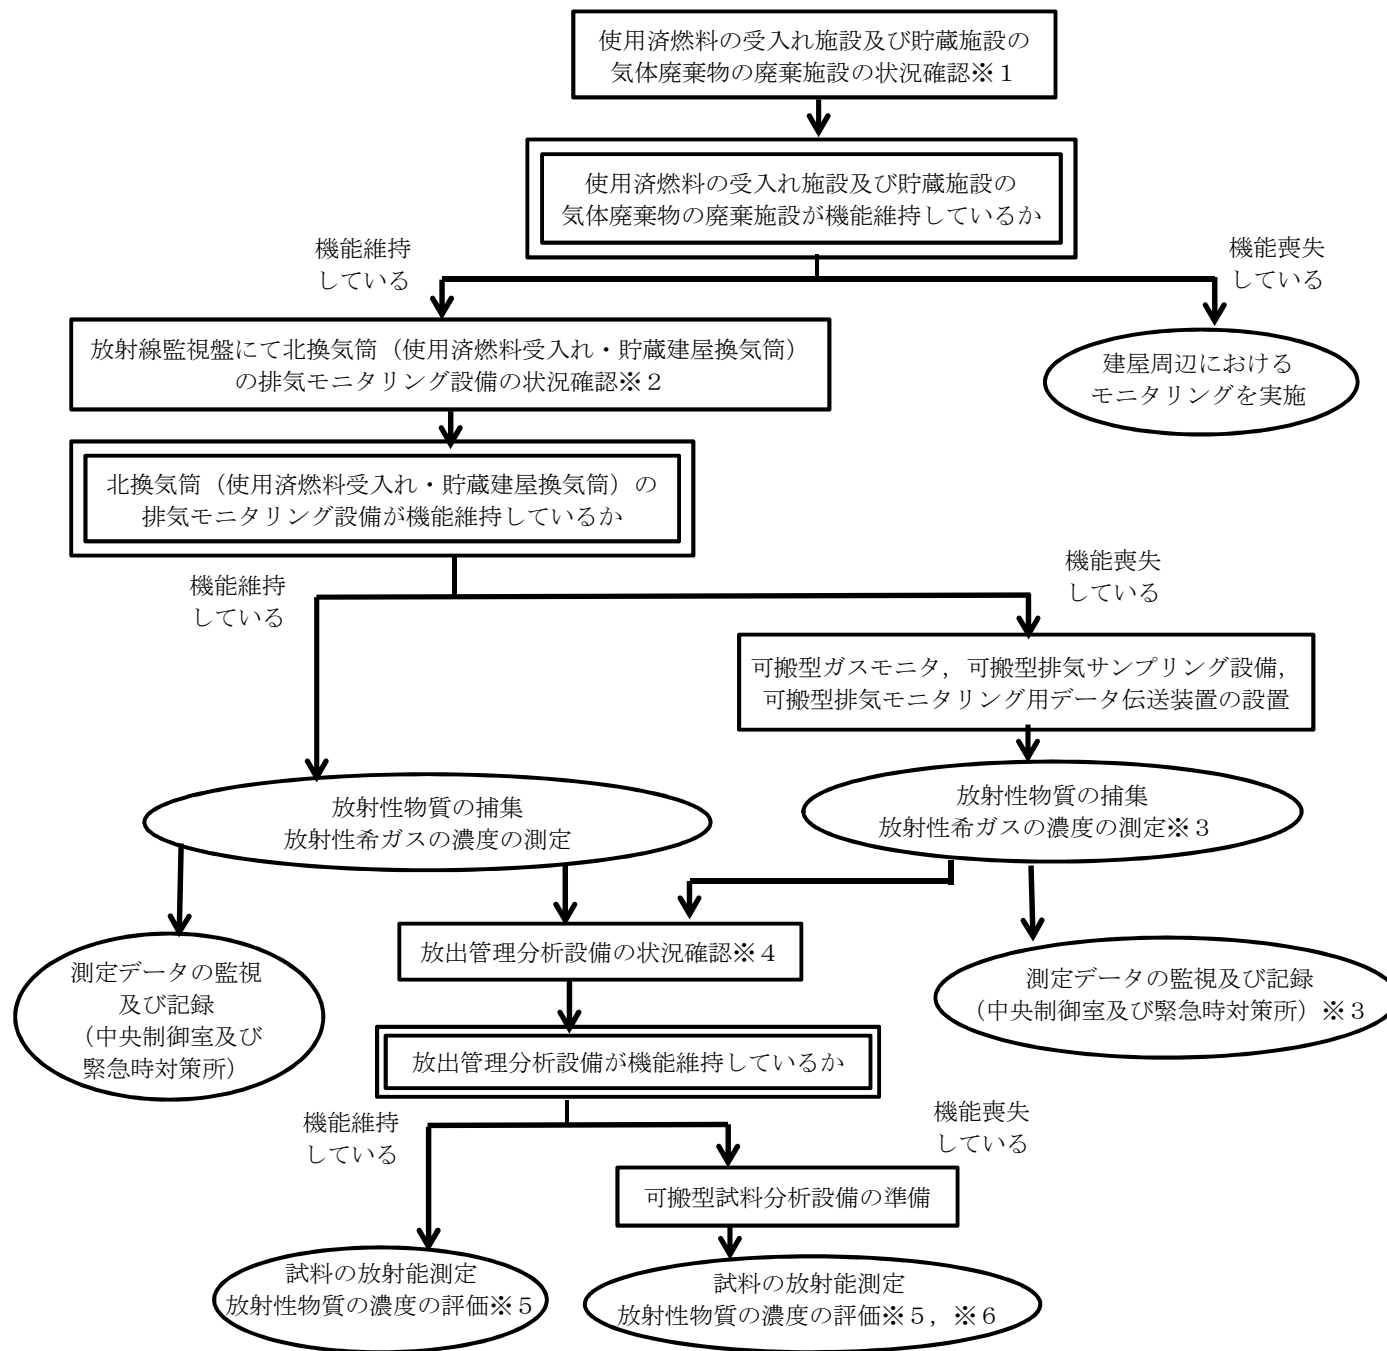 使用済燃料の受入れ施設及び貯蔵施設の
気体廃棄物の廃棄施設の状況確認※１
使用済燃料の受入れ施設及び貯蔵施設の
気体廃棄物の廃棄施設が機能維持しているか
機能維持
している
機能喪失
している
放射線監視盤にて北換気筒（使用済燃料受入れ・貯蔵建屋換気筒）
の排気モニタリング設備の状況確認※２
建屋周辺における
モニタリングを実施
北換気筒（使用済燃料受入れ・貯蔵建屋換気筒）の
排気モニタリング設備が機能維持しているか
機能維持
している
機能喪失
している
可搬型ガスモニタ，可搬型排気サンプリング設備，
可搬型排気モニタリング用データ伝送装置の設置
放射性物質の捕集
放射性希ガスの濃度の測定
放射性物質の捕集
放射性希ガスの濃度の測定※３
測定データの監視
及び記録
（中央制御室及び
緊急時対策所）
放出管理分析設備の状況確認※４
測定データの監視及び記録
（中央制御室及び緊急時対策所）※３
放出管理分析設備が機能維持しているか
機能維持
している
機能喪失
している
可搬型試料分析設備の準備
試料の放射能測定
放射性物質の濃度の評価※５
試料の放射能測定
放射性物質の濃度の評価※５，※６